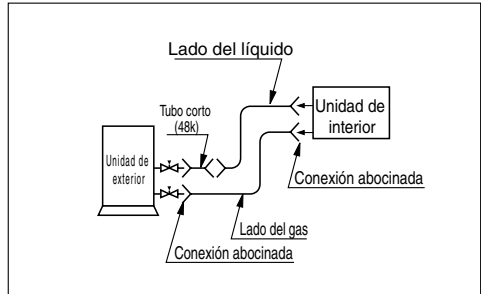 Lado del líquido
Tubo corto
(48k)
Unidad de
interior
Unidad de
exterior
Conexión abocinada
Lado del gas
Conexión abocinada